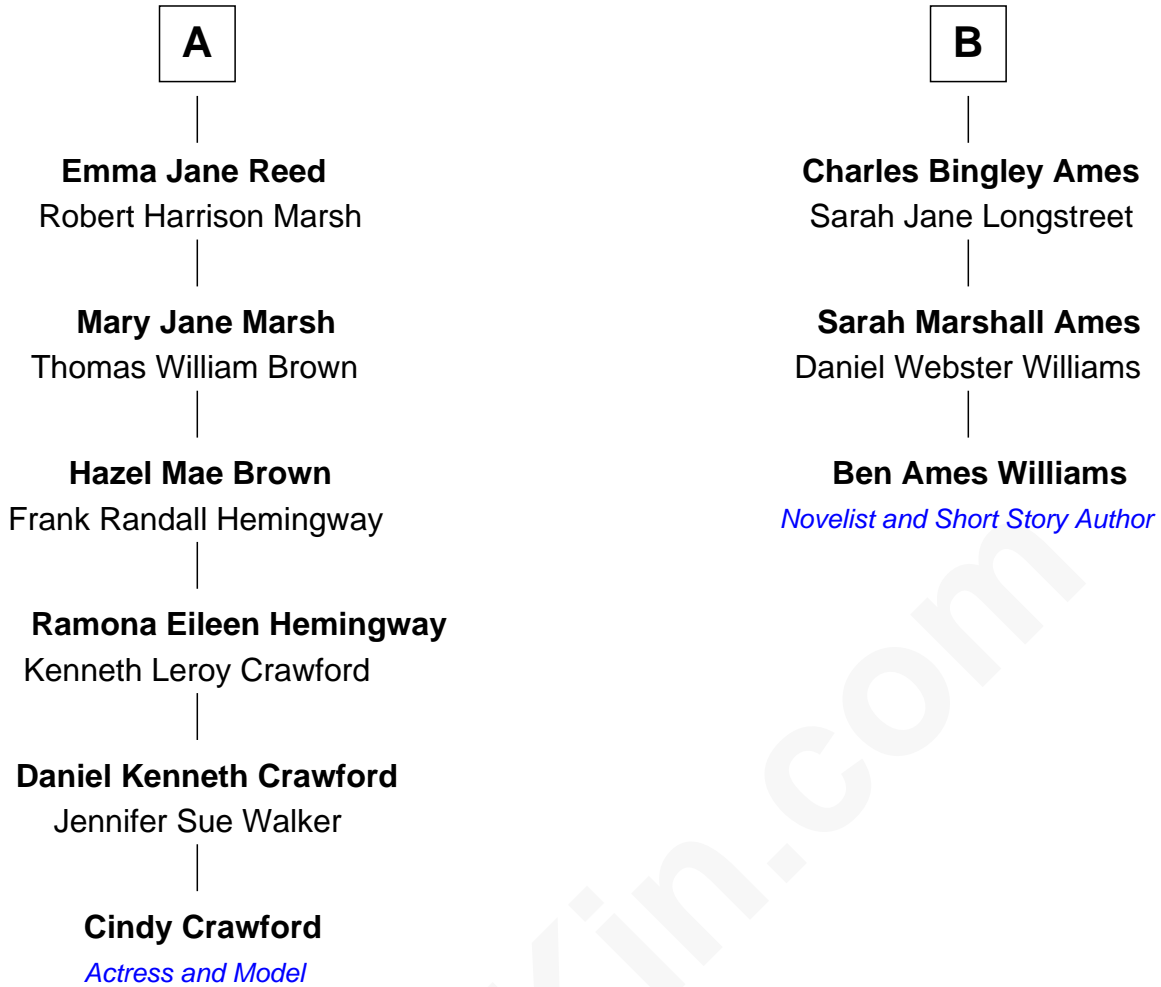 A
Emma Jane Reed
Robert Harrison Marsh
Mary Jane Marsh
Thomas William Brown
Hazel Mae Brown
Frank Randall Hemingway
Ramona Eileen Hemingway
Kenneth Leroy Crawford
Daniel Kenneth Crawford
Jennifer Sue Walker
Cindy Crawford
Actress and Model
B
Charles Bingley Ames
Sarah Jane Longstreet
Sarah Marshall Ames
Daniel Webster Williams
Ben Ames Williams
Novelist and Short Story Author